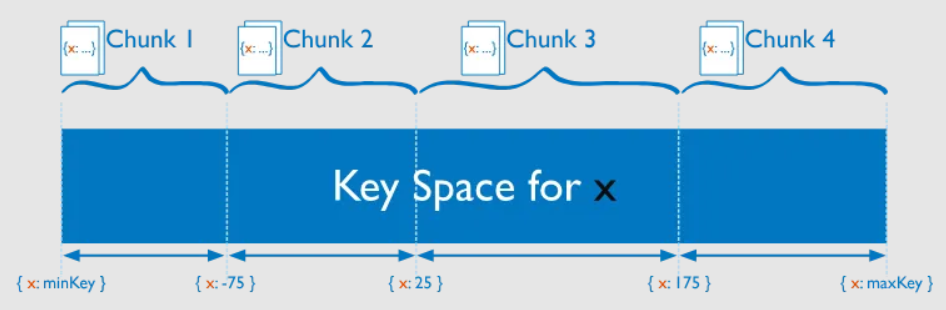 {x: ...} Chunk 1
{x: ...} Chunk 2
{x: ...} Chunk 3
{x: ...} Chunk 4
Key Space for x
{ x: minKey }
{ x: -75 }
{ x: 25 }
{ x: 175 }
{ x: maxKey }